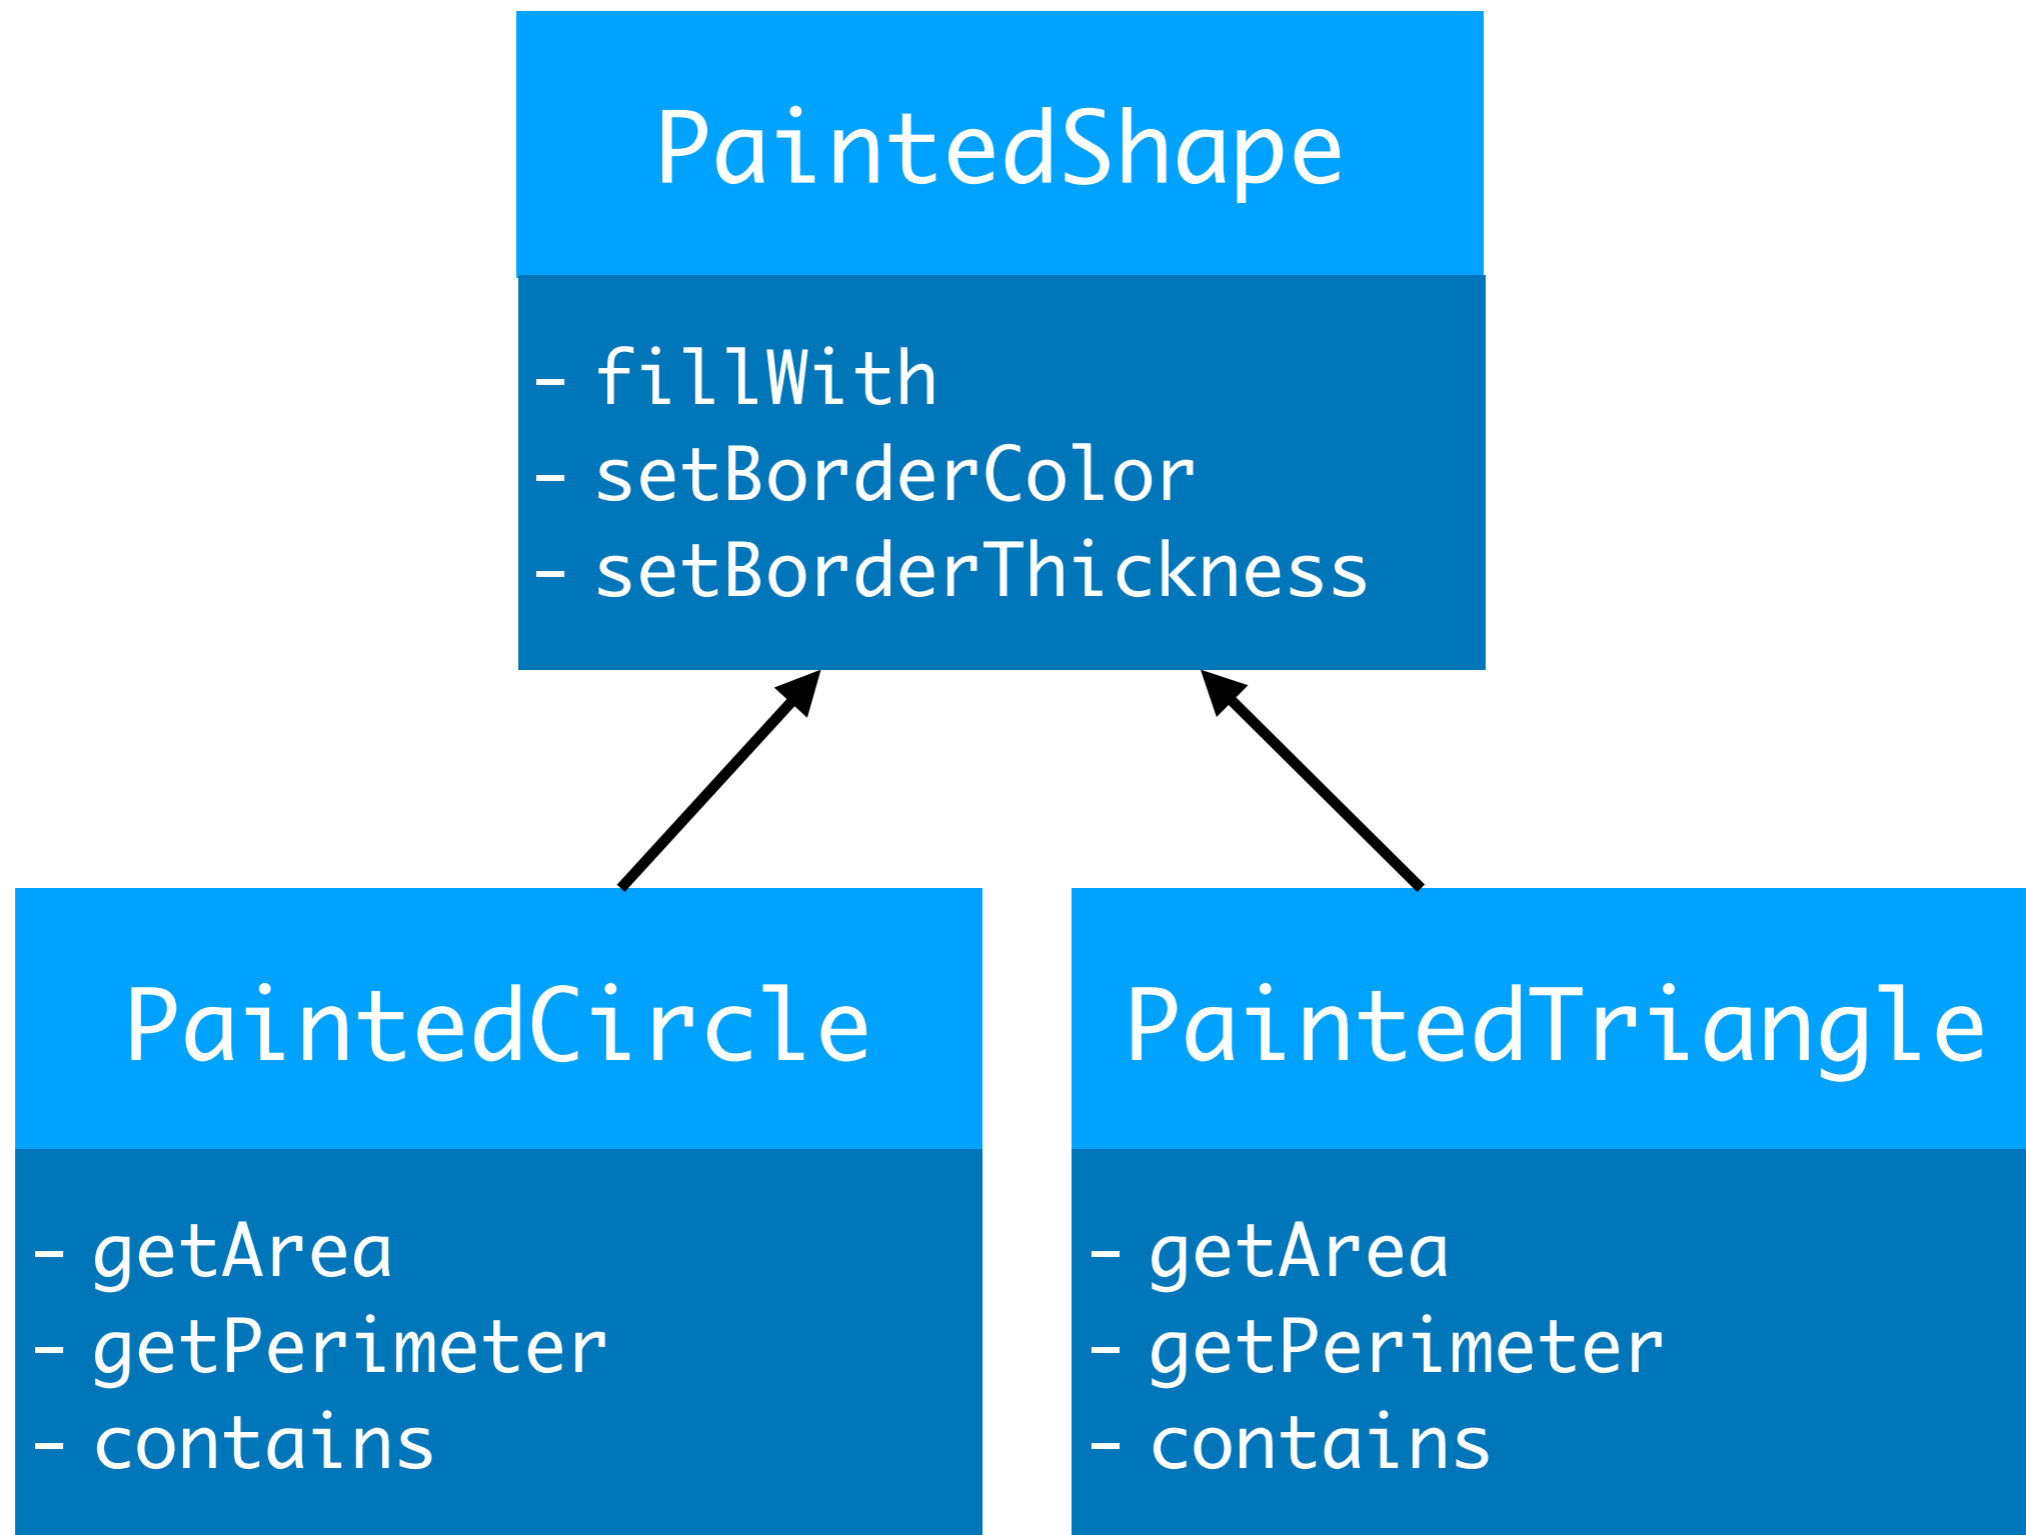 PaintedShape
- fillWith
- setBorderColor
- setBorderThickness
PaintedCircle
- getArea
- getPerimeter
- contains
PaintedTriangle
- getArea
- getPerimeter
- contains